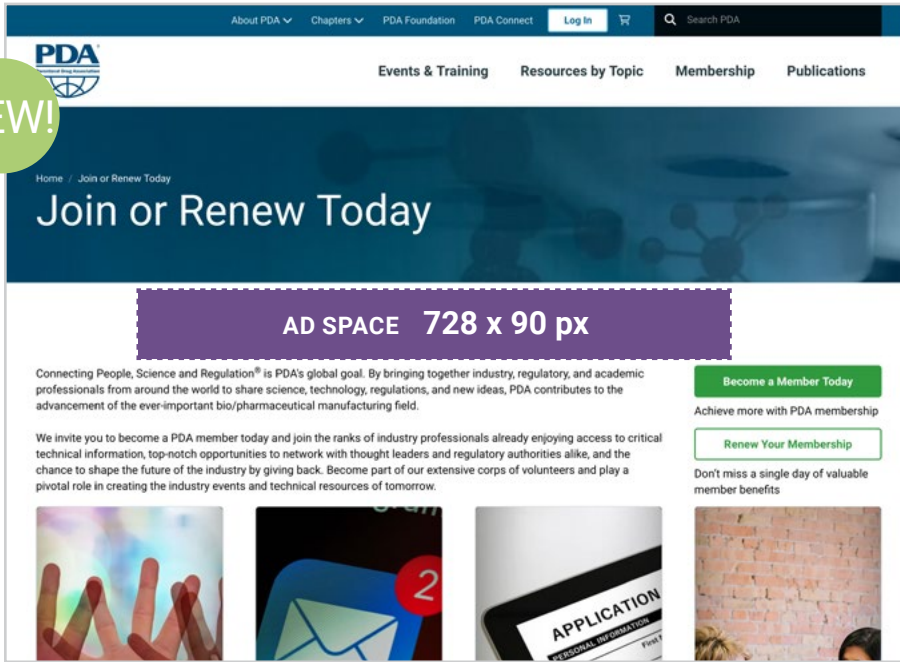 About PDA Chapters PDA Foundation PDA Connect Log In Search PDA
PDA
Parenteral Drug Association
Events & Training Resources by Topic Membership Publications
EW!
Home / Join or Renew Today
Join or Renew Today
AD SPACE 728 x 90 px
Connecting People, Science and Regulation® is PDA's global goal. By bringing together industry, regulatory, and academic
professionals from around the world to share science, technology, regulations, and new ideas, PDA contributes to the
advancement of the ever-important bio/pharmaceutical manufacturing field.
We invite you to become a PDA member today and join the ranks of industry professionals already enjoying access to critical
technical information, top-notch opportunities to network with thought leaders and regulatory authorities alike, and the
chance to shape the future of the industry by giving back. Become part of our extensive corps of volunteers and play a
pivotal role in creating the industry events and technical resources of tomorrow.
Become a Member Today
Achieve more with PDA membership
Renew Your Membership
Don't miss a single day of valuable
member benefits
2
APPLICATION
PERSONAL INFORMATION
First